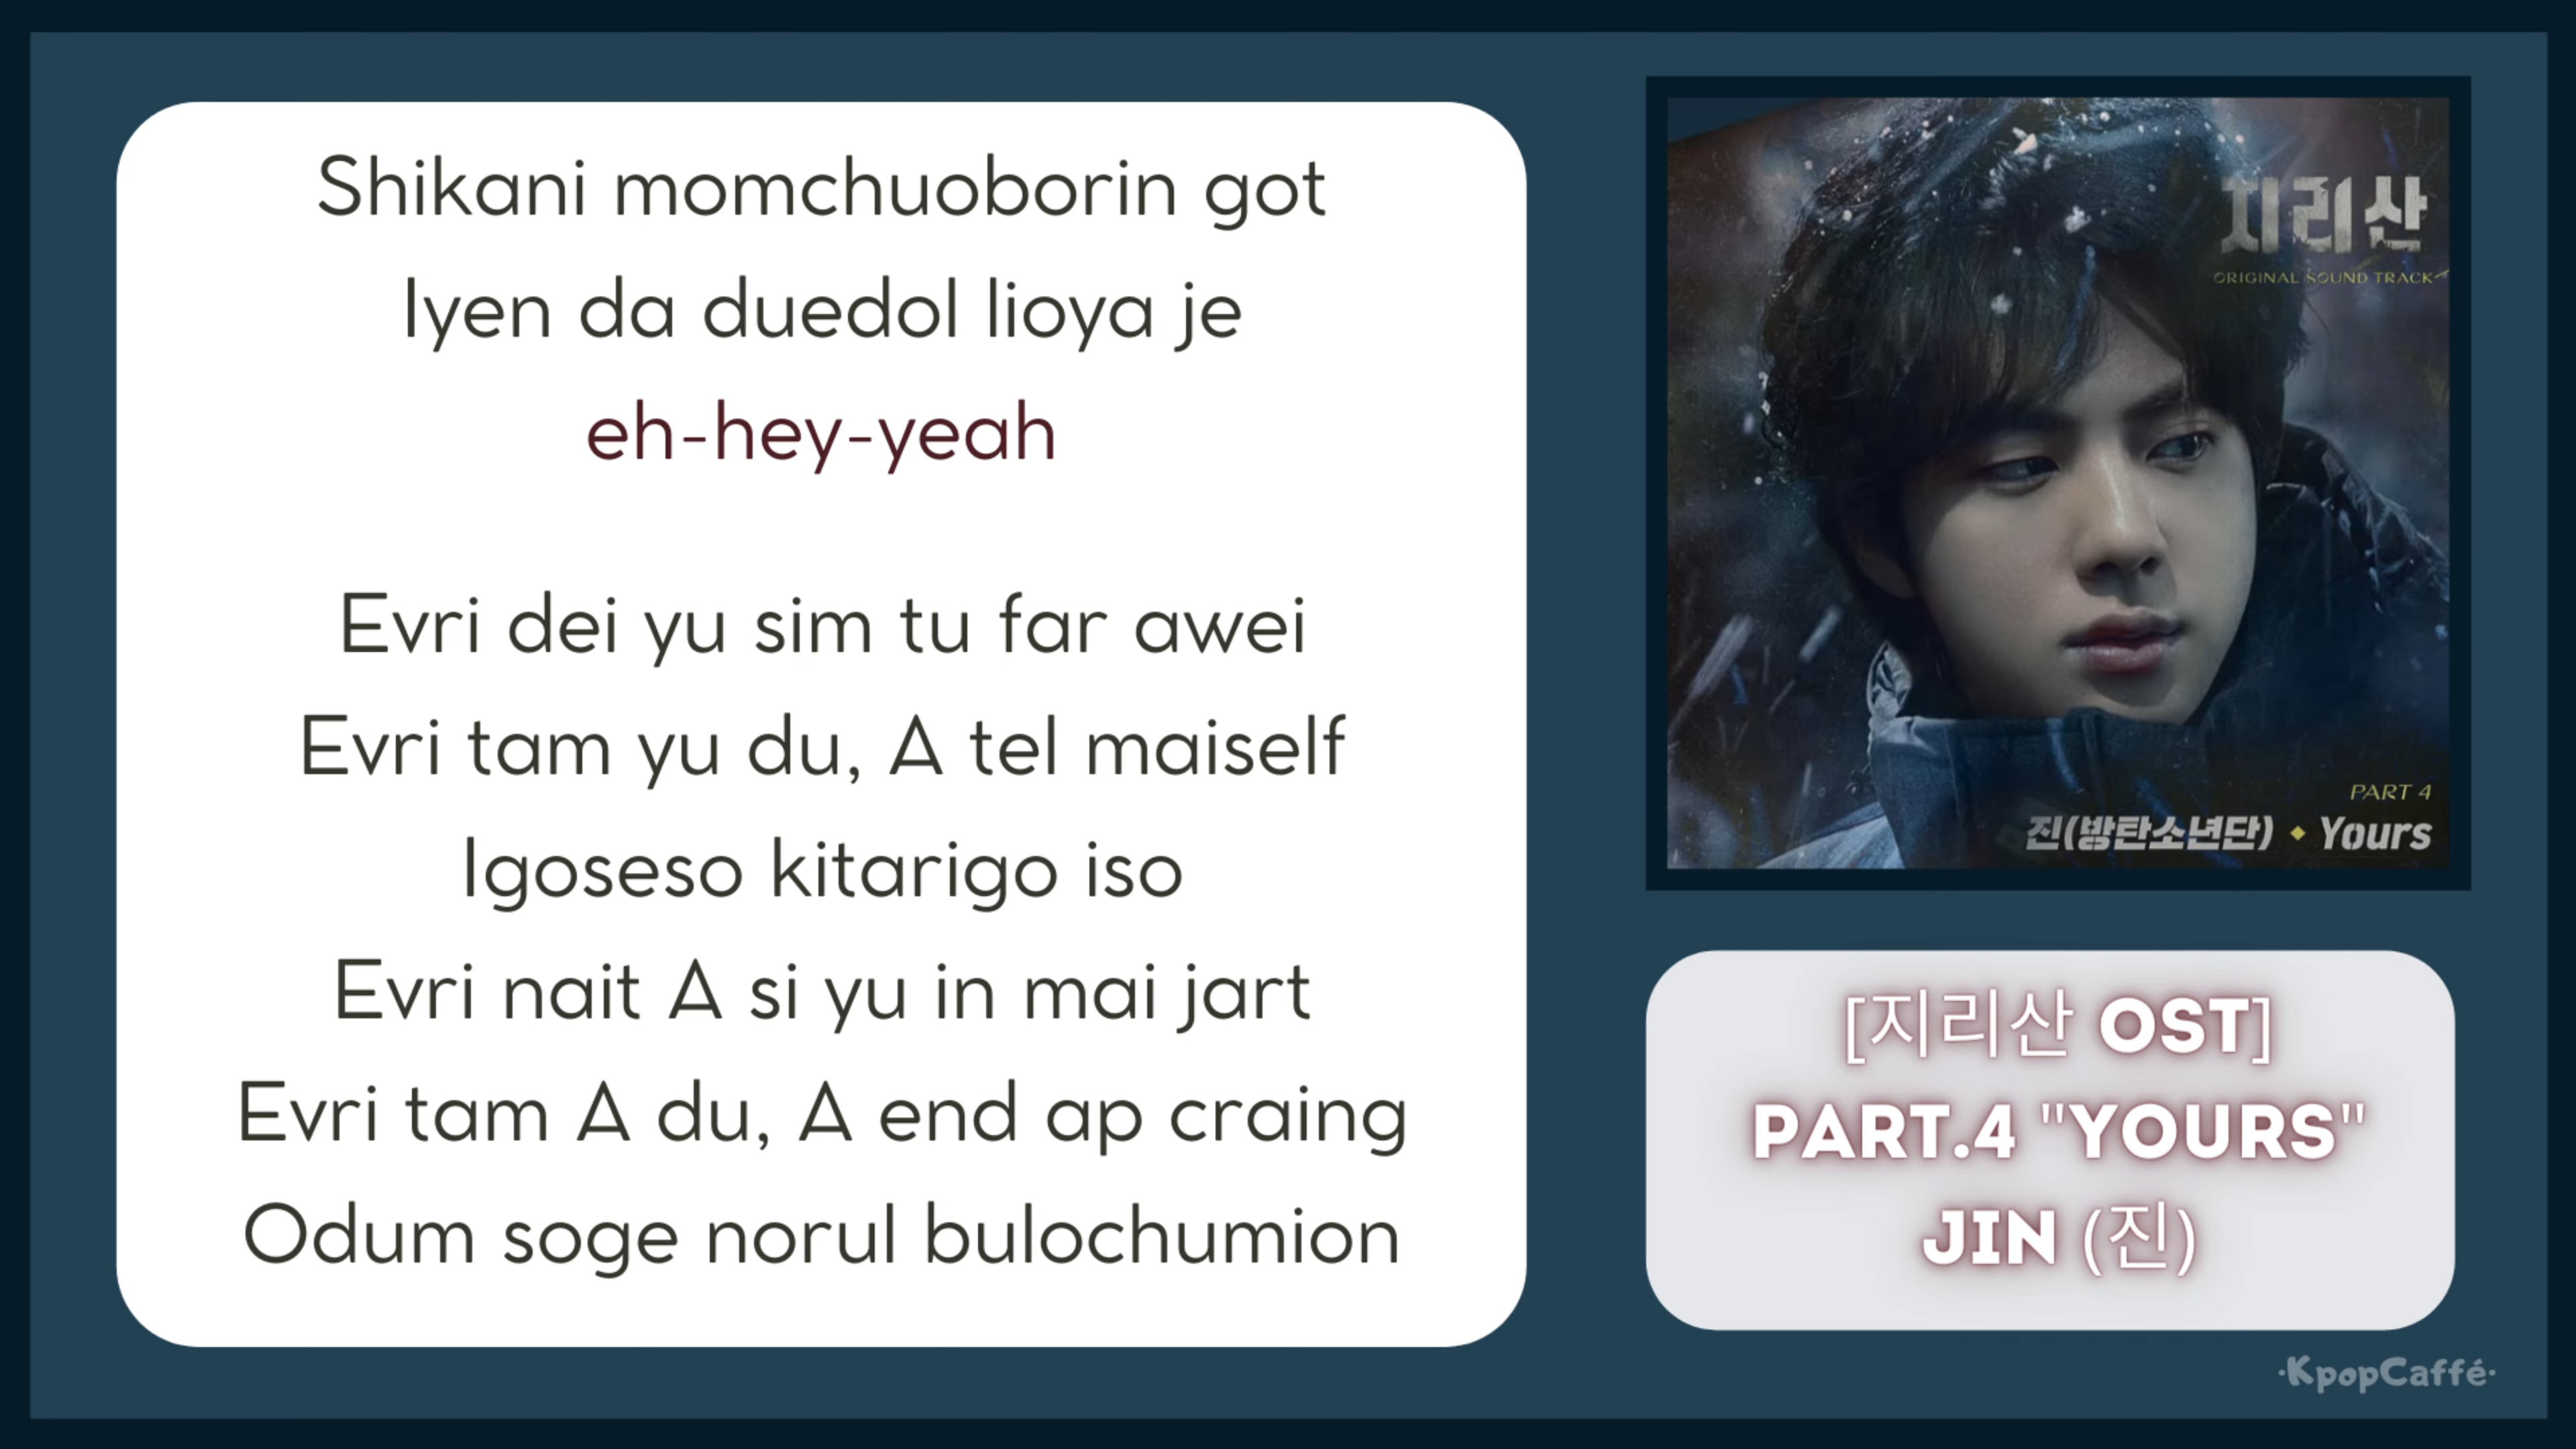 Shikani momchuoborin got
Iyen da duedol lioya je
eh-hey-yeah
Evri dei yu sim tu far awei
Evri tam yu du, A tel maiself
Igoseso kitarigo iso
Evri nait A si yu in mai jart
Evri tam A du, A end ap craing
Odum soge norul bulochumion
지리산
ORIGINAL SOUND TRACK
PART 4
진(방탄소년단) ◆ Yours
[지리산 OST]
PART.4 "YOURS"
JIN (진)
·KpopCaffé·